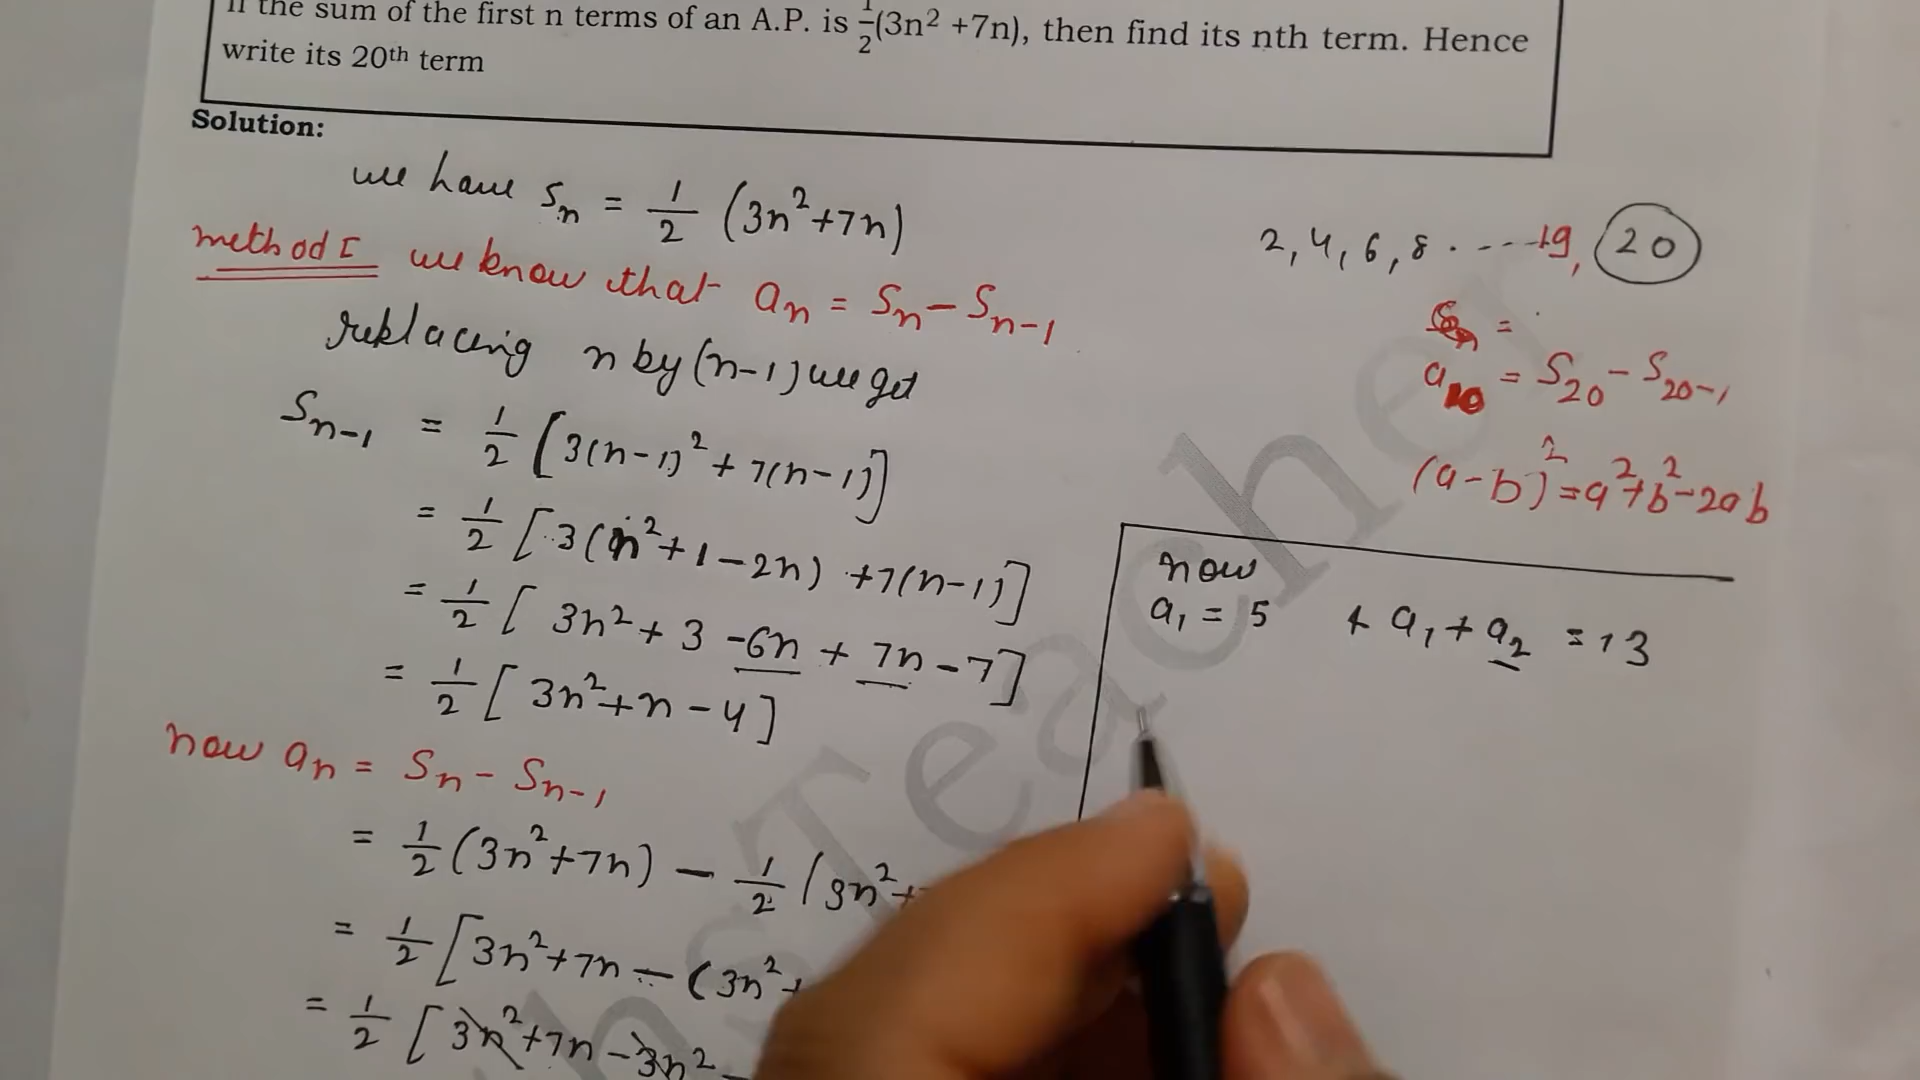 If the sum of the first n terms of an A.P. is 1/2(3n² +7n), then find its nth term. Hence
write its 20th term
Solution:
we have Sn = 1/2 (3n²+7n)
method I we know that an = Sn - Sn-1
replacing n by (n-1) we get
Sn-1 = 1/2 [3(n-1)² + 7(n-1)]
= 1/2 [3(n²+1-2n) +7(n-1)]
= 1/2 [3n²+3 -6n + 7n -7]
= 1/2 [3n²+n-4]
now an = Sn - Sn-1
= 1/2 (3n²+7n) - 1/2 (3n²+
= 1/2 [3n²+7n - (3n²+
= 1/2 [3n²+7n -3n² -
2, 4, 6, 8 . ---- 19, 20
=
a = S20 - S20-1
(a-b)² = a²+b²-2ab
now
a1 = 5 & a1 + a2 = 13
hsTeacher